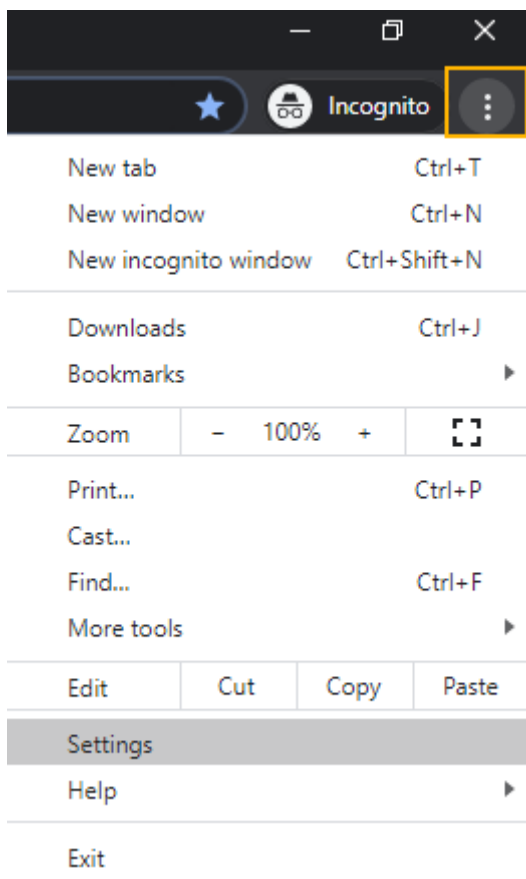 Incognito
New tab Ctrl+T
New window Ctrl+N
New incognito window Ctrl+Shift+N
Downloads Ctrl+J
Bookmarks
Zoom - 100% +
Print... Ctrl+P
Cast...
Find... Ctrl+F
More tools
Edit Cut Copy Paste
Settings
Help
Exit